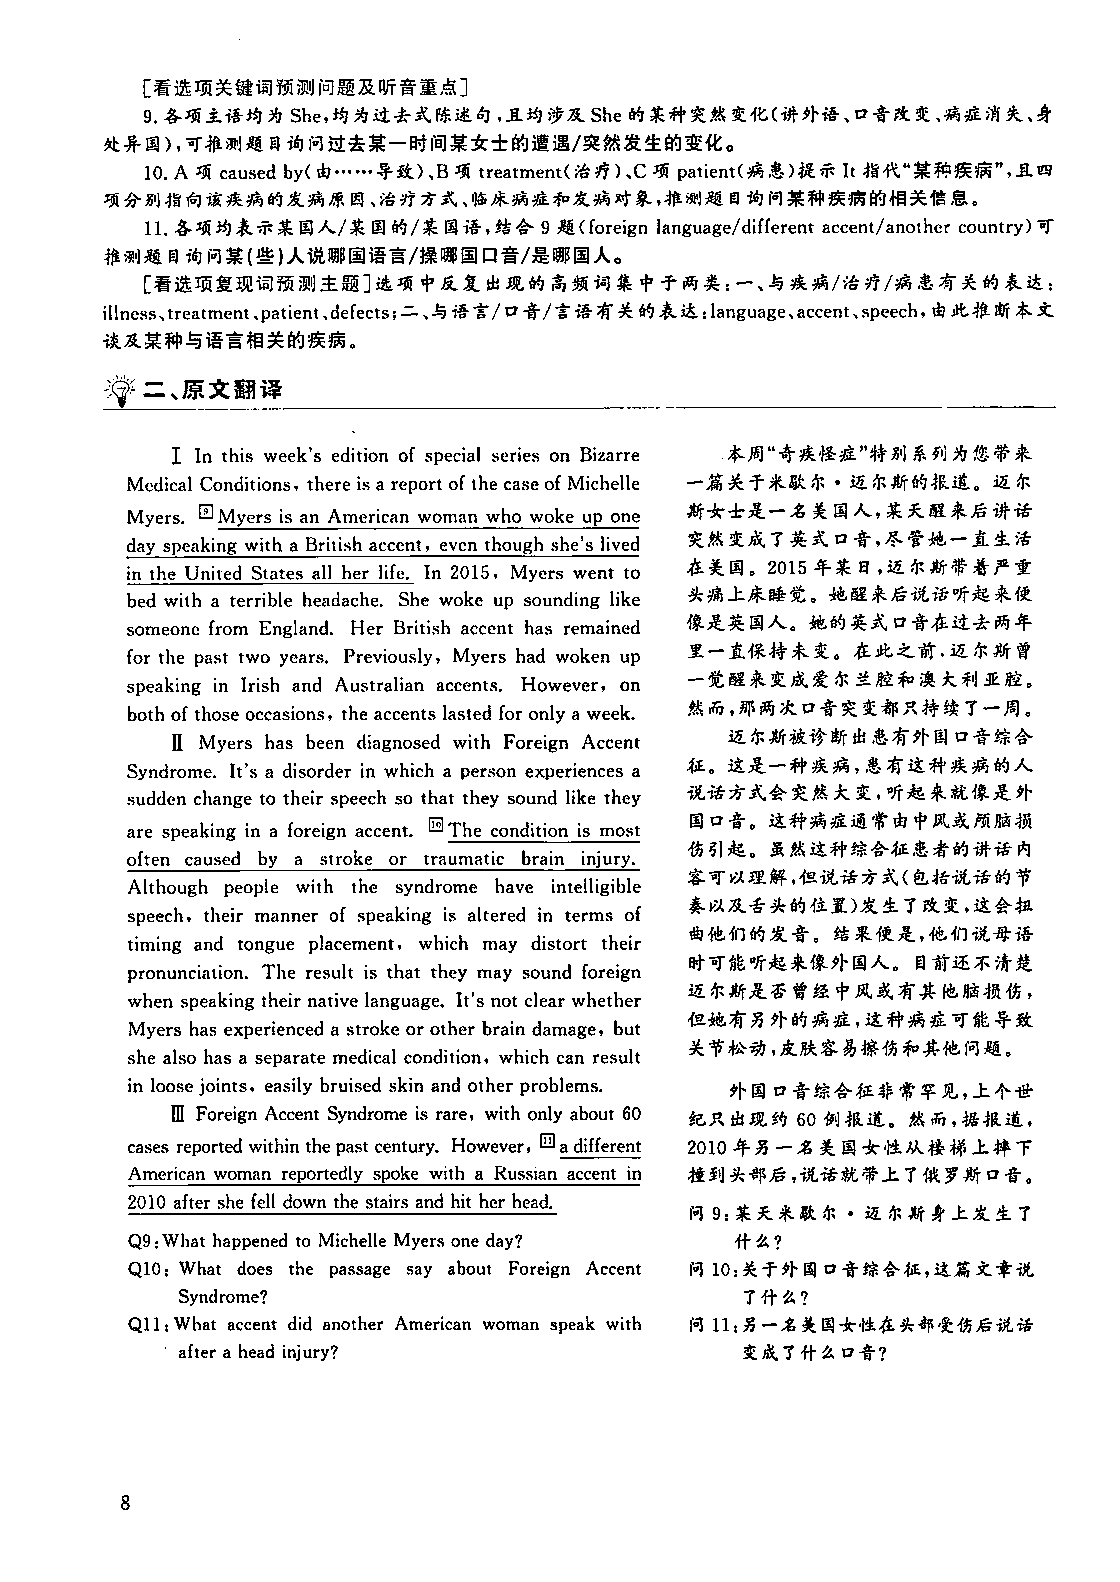 [看选项关键词预测问题及听音重点]
9. 各项主语均为 She,均为过去式陈述句,且均涉及 She 的某种突然变化(讲外语、口音改变、病症消失、身
处异国),可推测题目询问过去某一时间某女士的遭遇/突然发生的变化。
10. A 项 caused by(由……导致)、B 项 treatment(治疗)、C 项 patient(病患)提示 It 指代“某种疾病”,且四
项分别指向该疾病的发病原因、治疗方式、临床病症和发病对象,推测题目询问某种疾病的相关信息。
11. 各项均表示某国人/某国的/某国语,结合 9 题(foreign language/different accent/another country)可
推测题目询问某(些)人说哪国语言/操哪国口音/是哪国人。
[看选项复现词预测主题]选项中反复出现的高频词集中于两类:一、与疾病/治疗/病患有关的表达:
illness、treatment、patient、defects;二、与语言/口音/言语有关的表达:language、accent、speech,由此推断本文
谈及某种与语言相关的疾病。
二、原文翻译
Ⅰ In this week's edition of special series on Bizarre
Medical Conditions, there is a report of the case of Michelle
Myers. [9] Myers is an American woman who woke up one
day speaking with a British accent, even though she's lived
in the United States all her life. In 2015, Myers went to
bed with a terrible headache. She woke up sounding like
someone from England. Her British accent has remained
for the past two years. Previously, Myers had woken up
speaking in Irish and Australian accents. However, on
both of those occasions, the accents lasted for only a week.
Ⅱ Myers has been diagnosed with Foreign Accent
Syndrome. It's a disorder in which a person experiences a
sudden change to their speech so that they sound like they
are speaking in a foreign accent. [10] The condition is most
often caused by a stroke or traumatic brain injury.
Although people with the syndrome have intelligible
speech, their manner of speaking is altered in terms of
timing and tongue placement, which may distort their
pronunciation. The result is that they may sound foreign
when speaking their native language. It's not clear whether
Myers has experienced a stroke or other brain damage, but
she also has a separate medical condition, which can result
in loose joints, easily bruised skin and other problems.
Ⅲ Foreign Accent Syndrome is rare, with only about 60
cases reported within the past century. However, [11] a different
American woman reportedly spoke with a Russian accent in
2010 after she fell down the stairs and hit her head.
Q9: What happened to Michelle Myers one day?
Q10: What does the passage say about Foreign Accent
Syndrome?
Q11: What accent did another American woman speak with
after a head injury?
本周“奇疾怪症”特别系列为您带来
一篇关于米歇尔·迈尔斯的报道。迈尔
斯女士是一名美国人,某天醒来后讲话
突然变成了英式口音,尽管她一直生活
在美国。2015 年某日,迈尔斯带着严重
头痛上床睡觉。她醒来后说话听起来便
像是英国人。她的英式口音在过去两年
里一直保持未变。在此之前,迈尔斯曾
一觉醒来变成爱尔兰腔和澳大利亚腔。
然而,那两次口音突变都只持续了一周。
迈尔斯被诊断出患有外国口音综合
征。这是一种疾病,患有这种疾病的人
说话方式会突然大变,听起来就像是外
国口音。这种病症通常由中风或颅脑损
伤引起。虽然这种综合征患者的讲话内
容可以理解,但说话方式(包括说话的节
奏以及舌头的位置)发生了改变,这会扭
曲他们的发音。结果便是,他们说母语
时可能听起来像外国人。目前还不清楚
迈尔斯是否曾经中风或有其他脑损伤,
但她有另外的病症,这种病症可能导致
关节松动,皮肤容易擦伤和其他问题。
外国口音综合征非常罕见,上个世
纪只出现约 60 例报道。然而,据报道,
2010 年另一名美国女性从楼梯上摔下
撞到头部后,说话就带上了俄罗斯口音。
问 9:某天米歇尔·迈尔斯身上发生了
什么?
问 10:关于外国口音综合征,这篇文章说
了什么?
问 11:另一名美国女性在头部受伤后说话
变成了什么口音?
8